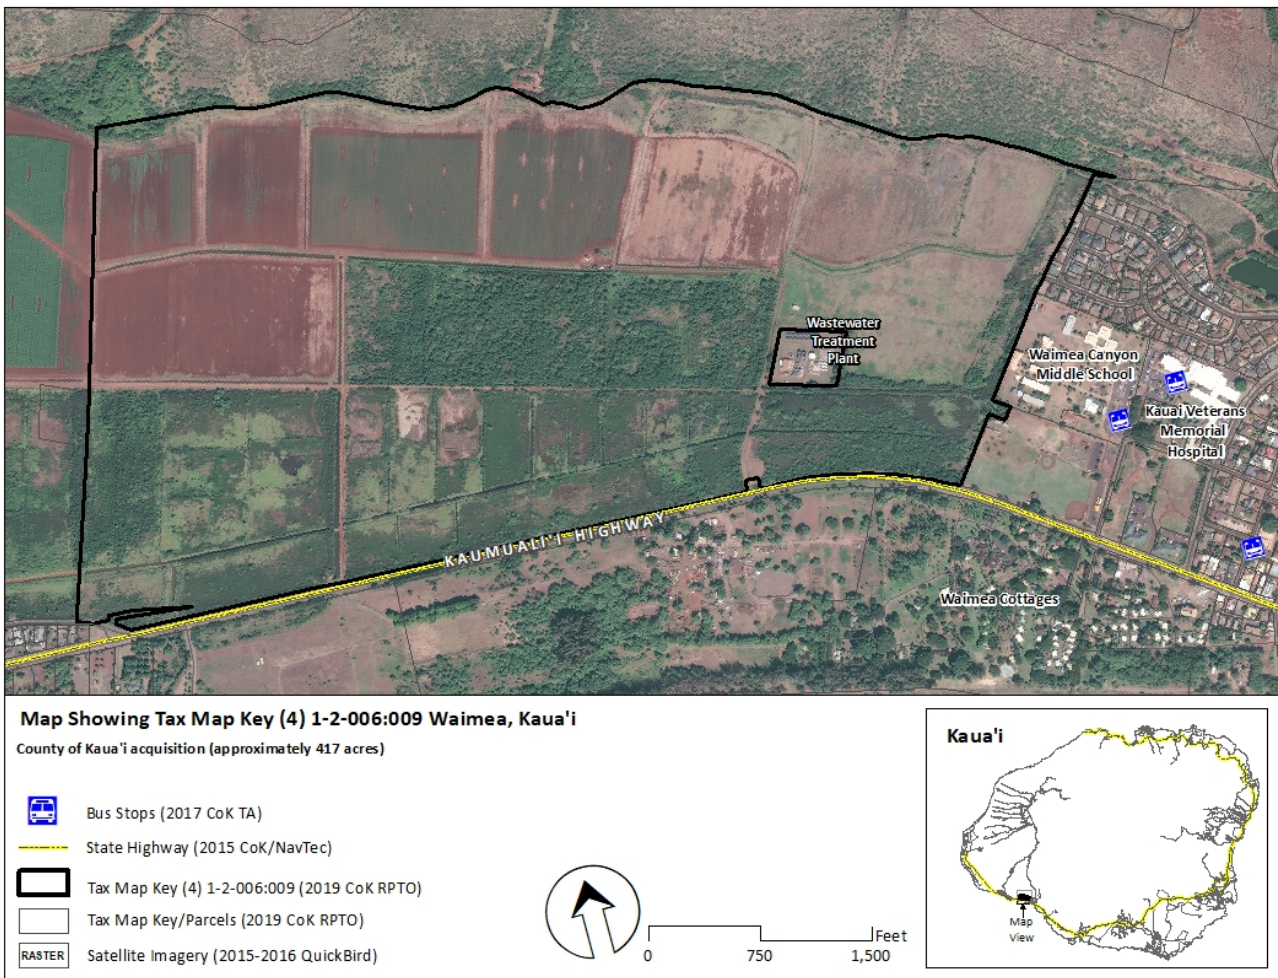 Wastewater
Treatment
Plant
Waimea Canyon
Middle School
Kauai Veterans
Memorial
Hospital
KAUMUALI'I HIGHWAY
Waimea Cottages
Map Showing Tax Map Key (4) 1-2-006:009 Waimea, Kaua'i
County of Kaua'i acquisition (approximately 417 acres)
Bus Stops (2017 CoK TA)
State Highway (2015 CoK/NavTec)
Tax Map Key (4) 1-2-006:009 (2019 CoK RPTO)
Tax Map Key/Parcels (2019 CoK RPTO)
RASTER Satellite Imagery (2015-2016 QuickBird)
Feet
0 750 1,500
Kaua'i
Map
View